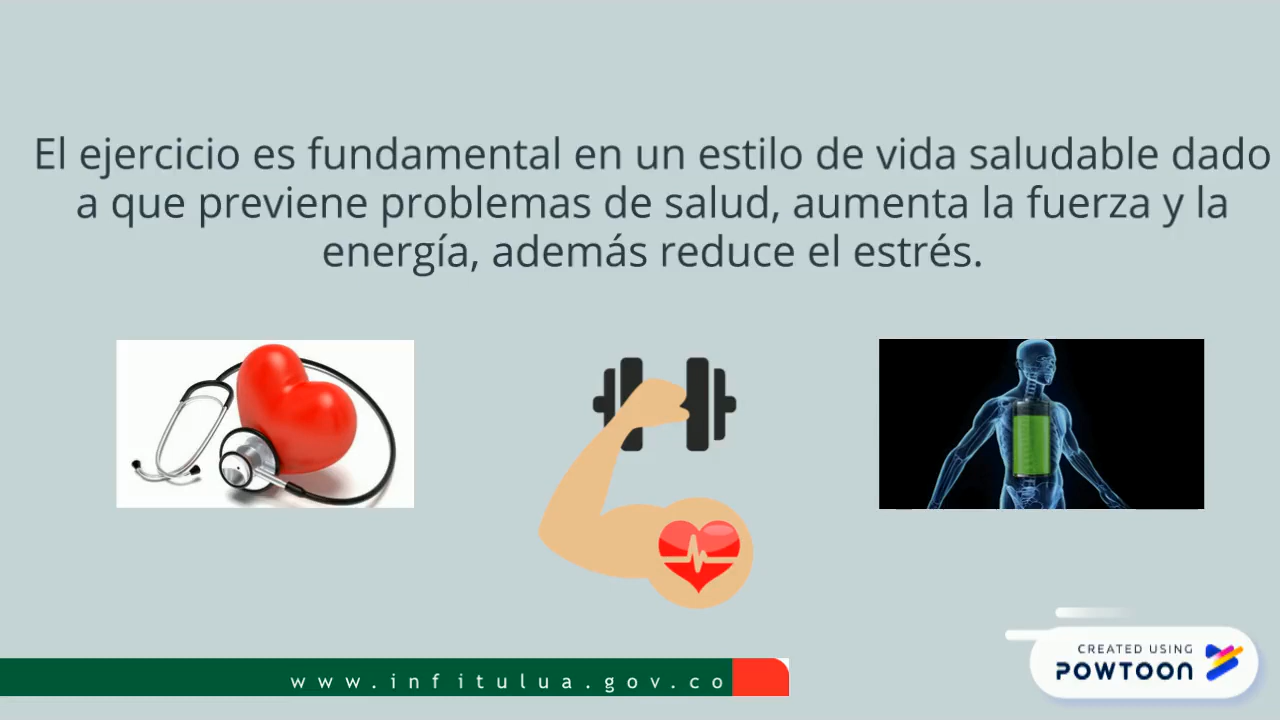 El ejercicio es fundamental en un estilo de vida saludable dado
a que previene problemas de salud, aumenta la fuerza y la
energía, además reduce el estrés.
www.infitulua.gov.co
CREATED USING
POWTOON